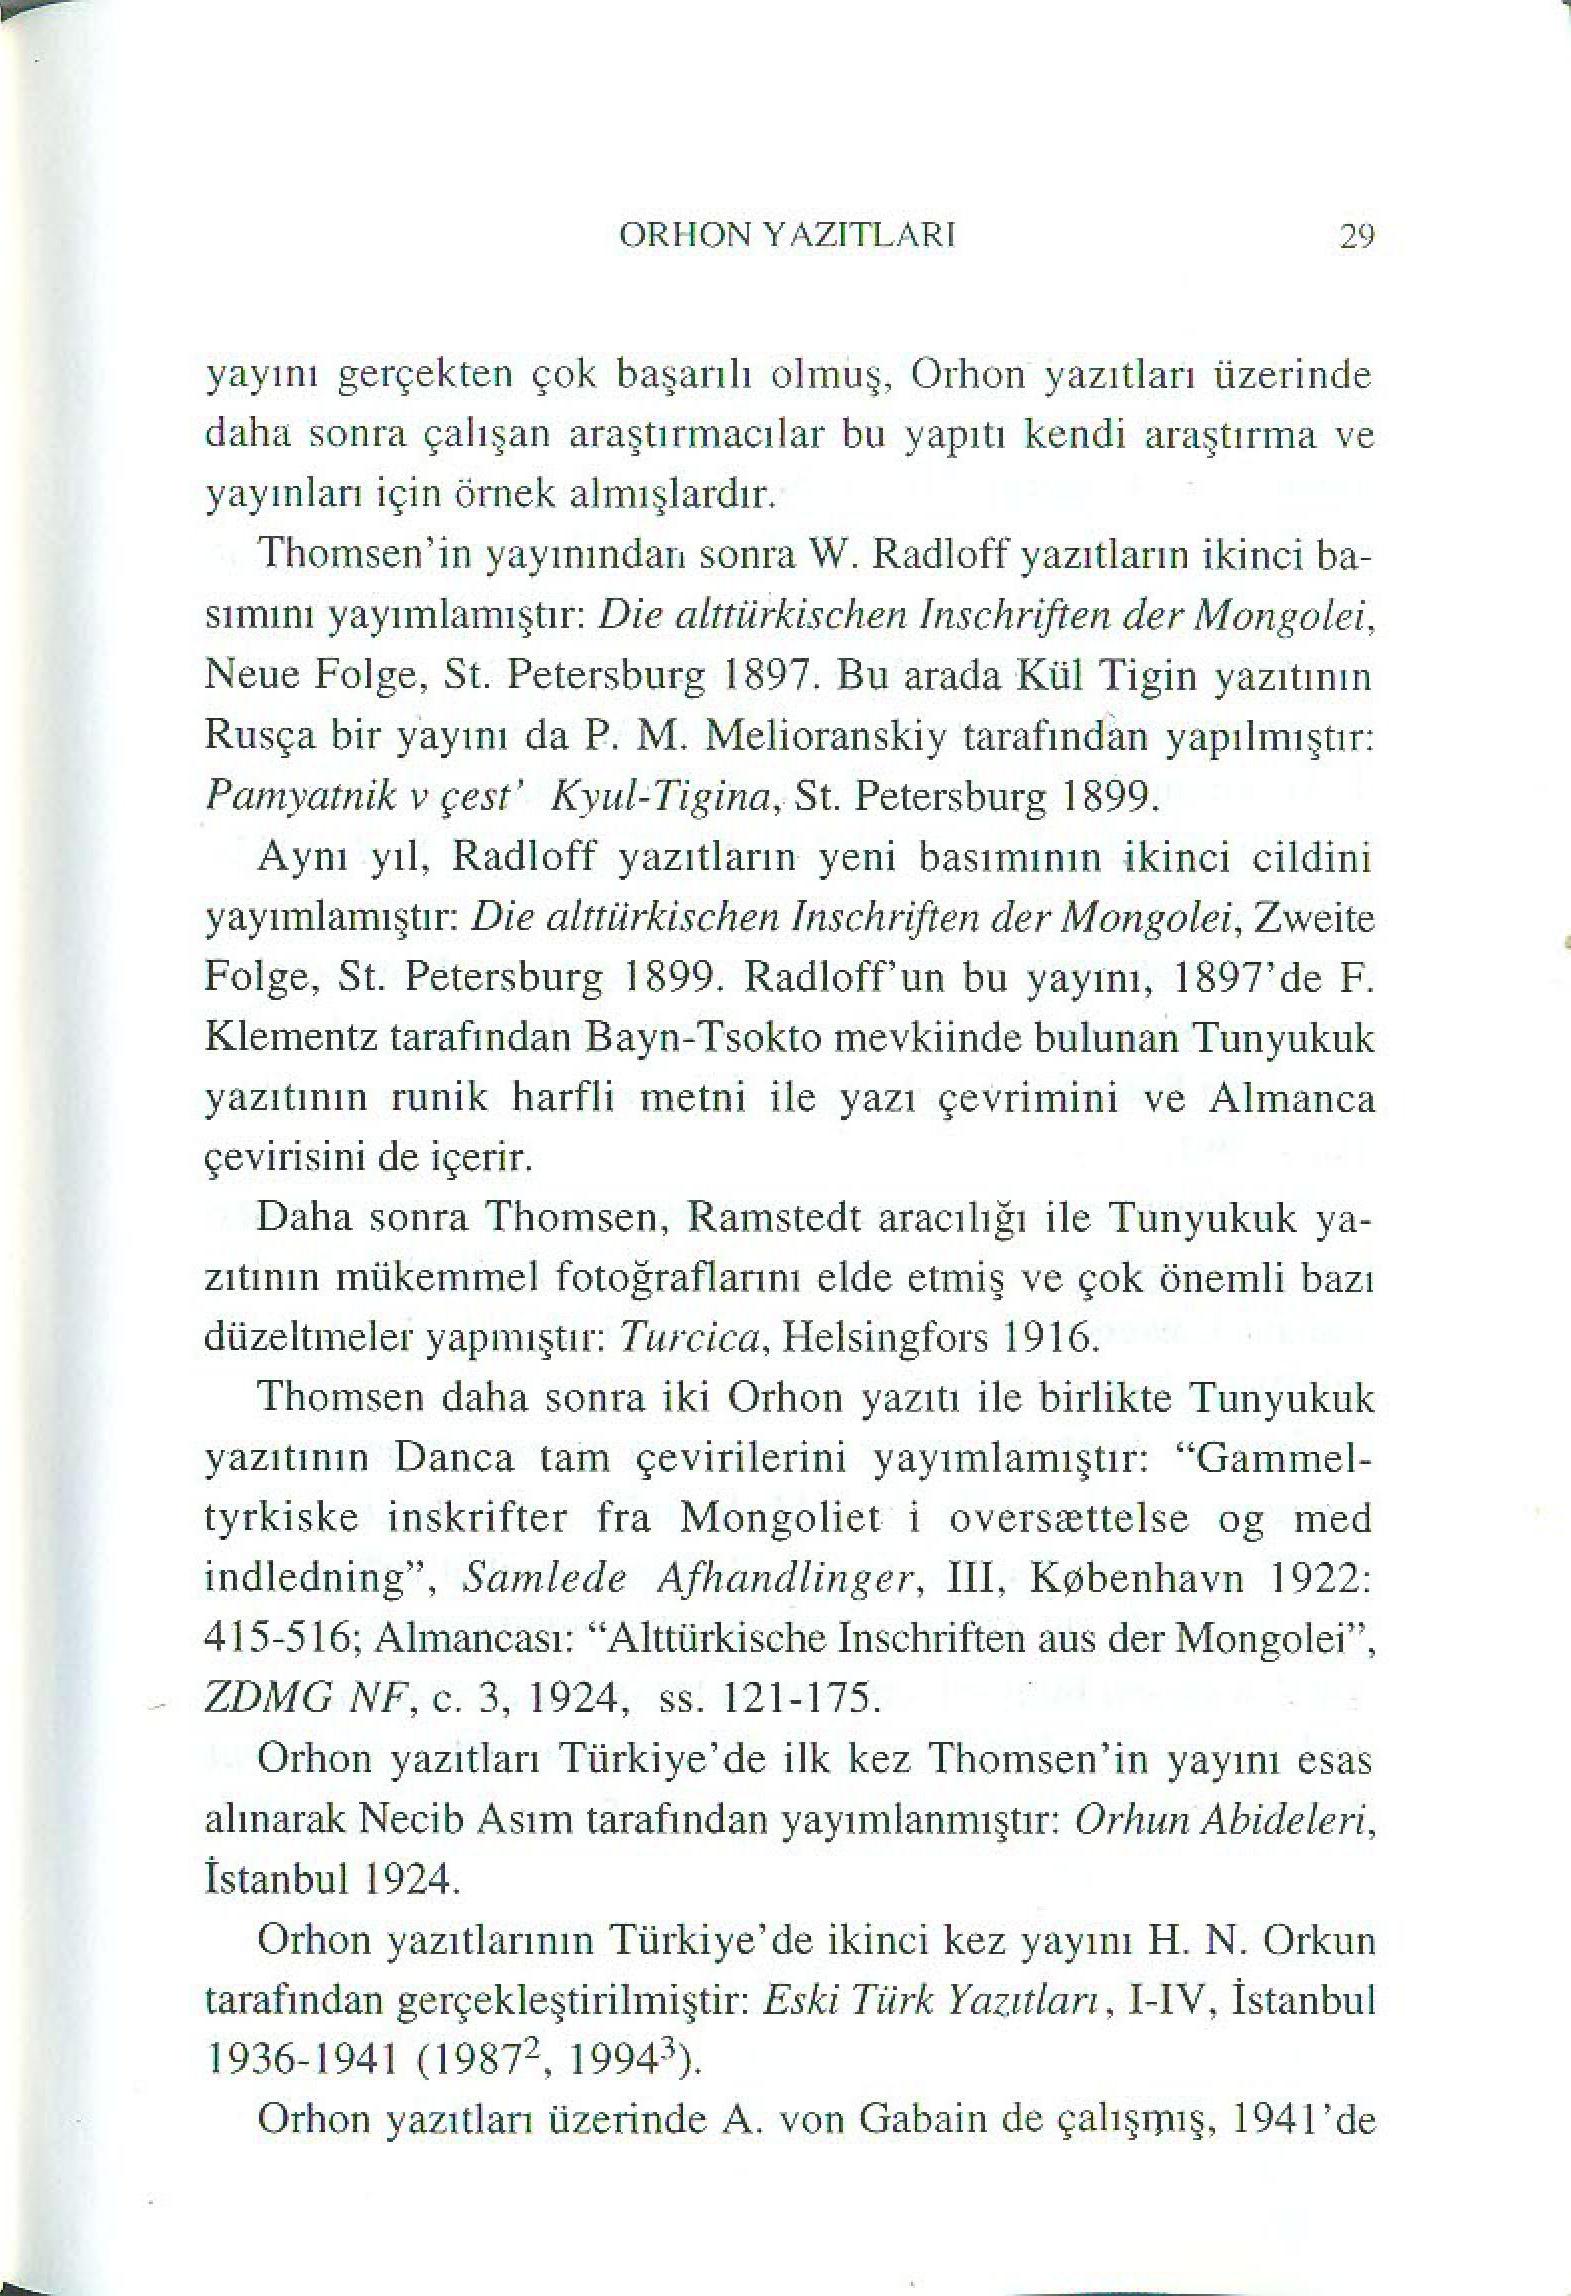 ORHON YAZITLARI 29
yayını gerçekten çok başarılı olmuş, Orhon yazıtları üzerinde
daha sonra çalışan araştırmacılar bu yapıtı kendi araştırma ve
yayınları için örnek almışlardır.
Thomsen'in yayınından sonra W. Radloff yazıtların ikinci ba-
sımını yayımlamıştır: Die alttürkischen Inschriften der Mongolei,
Neue Folge, St. Petersburg 1897. Bu arada Kül Tigin yazıtının
Rusça bir yayını da P. M. Melioranskiy tarafından yapılmıştır:
Pamyatnik v çest' Kyul-Tigina, St. Petersburg 1899.
Aynı yıl, Radloff yazıtların yeni basımının ikinci cildini
yayımlamıştır: Die alttürkischen Inschriften der Mongolei, Zweite
Folge, St. Petersburg 1899. Radloff'un bu yayını, 1897'de F.
Klementz tarafından Bayn-Tsokto mevkiinde bulunan Tunyukuk
yazıtının runik harfli metni ile yazı çevrimini ve Almanca
çevirisini de içerir.
Daha sonra Thomsen, Ramstedt aracılığı ile Tunyukuk ya-
zıtının mükemmel fotoğraflarını elde etmiş ve çok önemli bazı
düzeltmeler yapmıştır: Turcica, Helsingfors 1916.
Thomsen daha sonra iki Orhon yazıtı ile birlikte Tunyukuk
yazıtının Danca tam çevirilerini yayımlamıştır: “Gammel-
tyrkiske inskrifter fra Mongoliet i oversættelse og med
indledning”, Samlede Afhandlinger, III, København 1922:
415-516; Almancası: “Alttürkische Inschriften aus der Mongolei”,
ZDMG NF, c. 3, 1924, ss. 121-175.
Orhon yazıtları Türkiye'de ilk kez Thomsen'in yayını esas
alınarak Necib Asım tarafından yayımlanmıştır: Orhun Abideleri,
İstanbul 1924.
Orhon yazıtlarının Türkiye'de ikinci kez yayını H. N. Orkun
tarafından gerçekleştirilmiştir: Eski Türk Yazıtları, I-IV, İstanbul
1936-1941 (1987², 1994³).
Orhon yazıtları üzerinde A. von Gabain de çalışmış, 1941'de